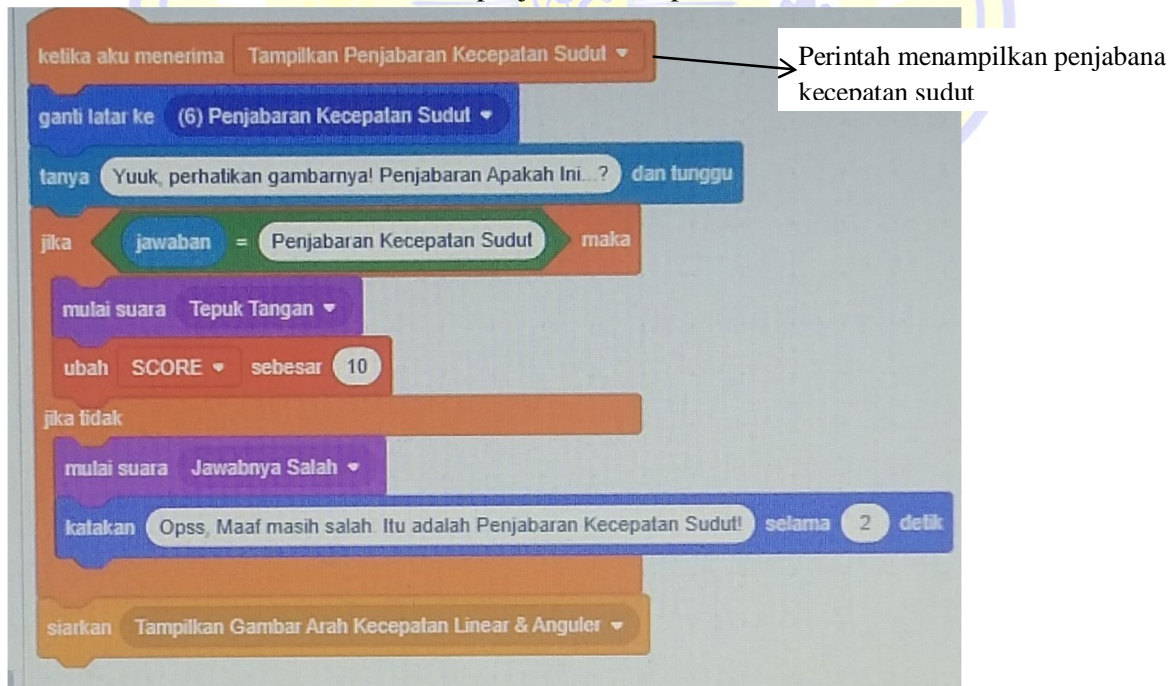 ketika aku menerima Tampilkan Penjabaran Kecepatan Sudut
Perintah menampilkan penjabana
kecepatan sudut
ganti latar ke (6) Penjabaran Kecepatan Sudut
tanya Yuuk, perhatikan gambarnya! Penjabaran Apakah Ini...? dan tunggu
jika jawaban = Penjabaran Kecepatan Sudut maka
mulai suara Tepuk Tangan
ubah SCORE sebesar 10
jika tidak
mulai suara Jawabnya Salah
katakan Opss, Maaf masih salah. Itu adalah Penjabaran Kecepatan Sudut! selama 2 detik
siarkan Tampilkan Gambar Arah Kecepatan Linear & Anguler